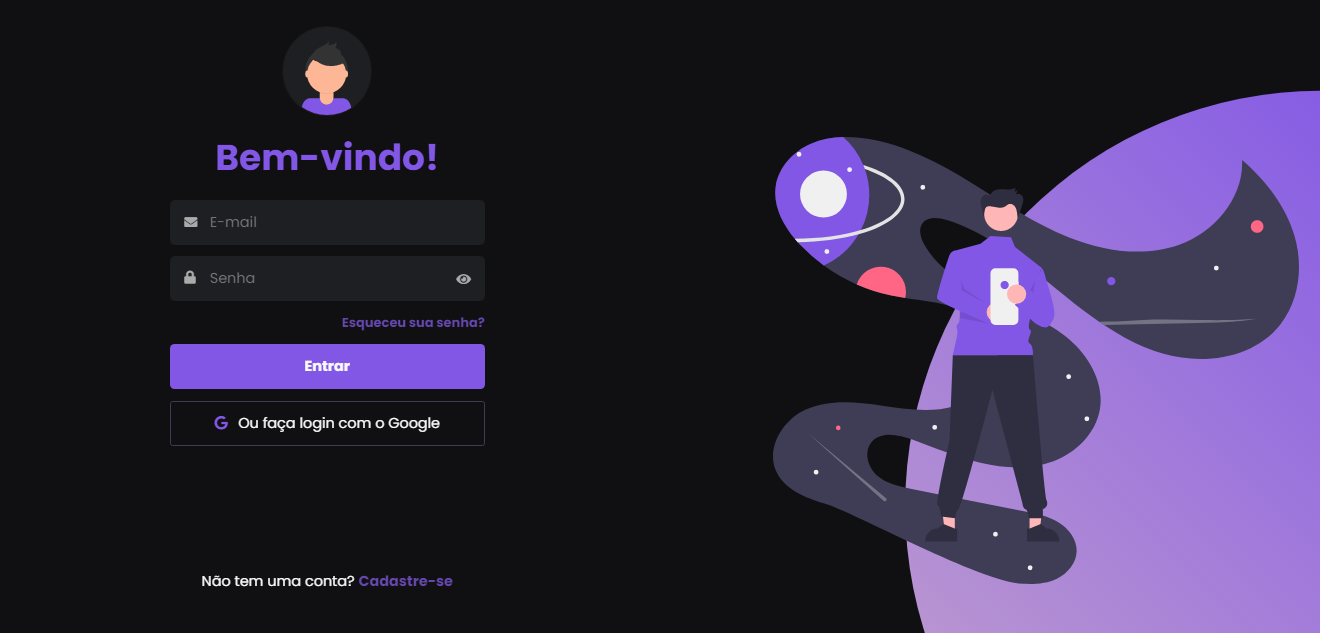 Bem-vindo!
E-mail
Senha
Esqueceu sua senha?
Entrar
Ou faça login com o Google
Não tem uma conta? Cadastre-se